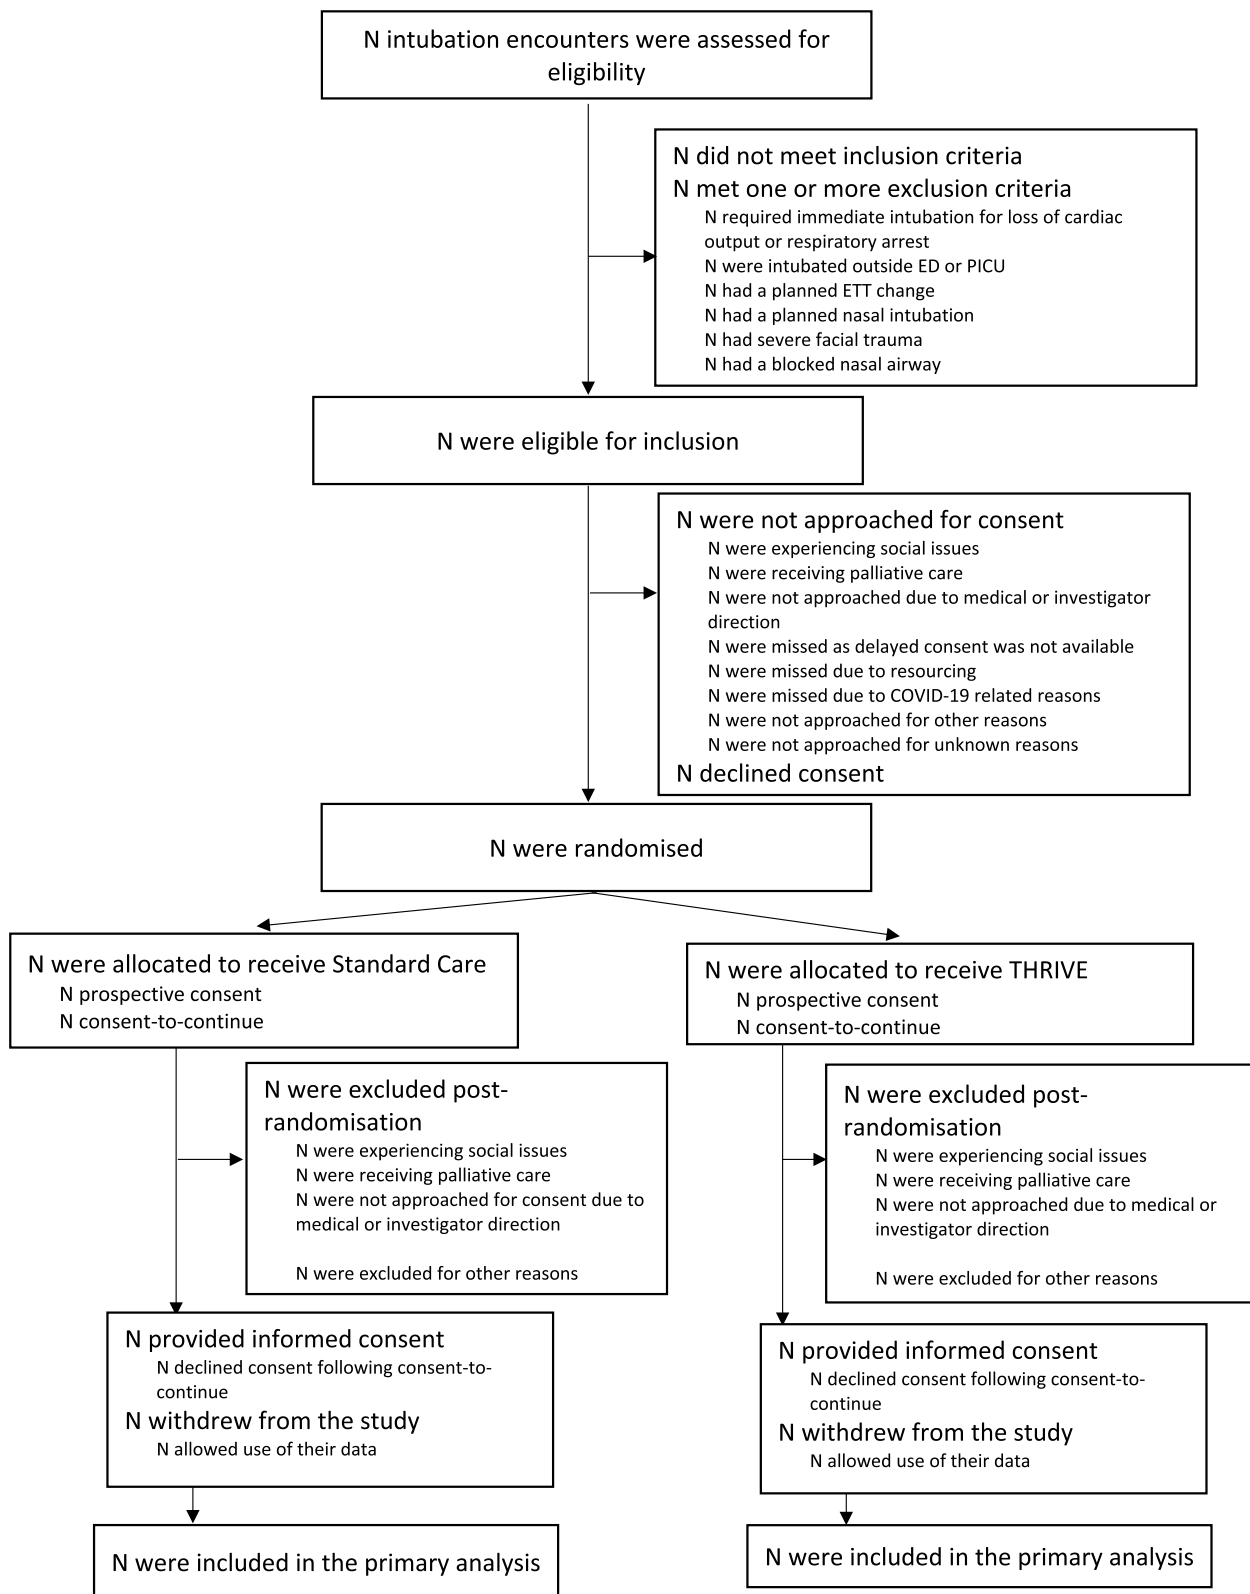 N intubation encounters were assessed for
eligibility
N did not meet inclusion criteria
N met one or more exclusion criteria
N required immediate intubation for loss of cardiac
output or respiratory arrest
N were intubated outside ED or PICU
N had a planned ETT change
N had a planned nasal intubation
N had severe facial trauma
N had a blocked nasal airway
N were eligible for inclusion
N were not approached for consent
N were experiencing social issues
N were receiving palliative care
N were not approached due to medical or investigator
direction
N were missed as delayed consent was not available
N were missed due to resourcing
N were missed due to COVID-19 related reasons
N were not approached for other reasons
N were not approached for unknown reasons
N declined consent
N were randomised
N were allocated to receive Standard Care
N prospective consent
N consent-to-continue
N were excluded post-
randomisation
N were experiencing social issues
N were receiving palliative care
N were not approached for consent due to
medical or investigator direction
N were excluded for other reasons
N provided informed consent
N declined consent following consent-to-
continue
N withdrew from the study
N allowed use of their data
N were included in the primary analysis
N were allocated to receive THRIVE
N prospective consent
N consent-to-continue
N were excluded post-
randomisation
N were experiencing social issues
N were receiving palliative care
N were not approached due to medical or
investigator direction
N were excluded for other reasons
N provided informed consent
N declined consent following consent-to-
continue
N withdrew from the study
N allowed use of their data
N were included in the primary analysis